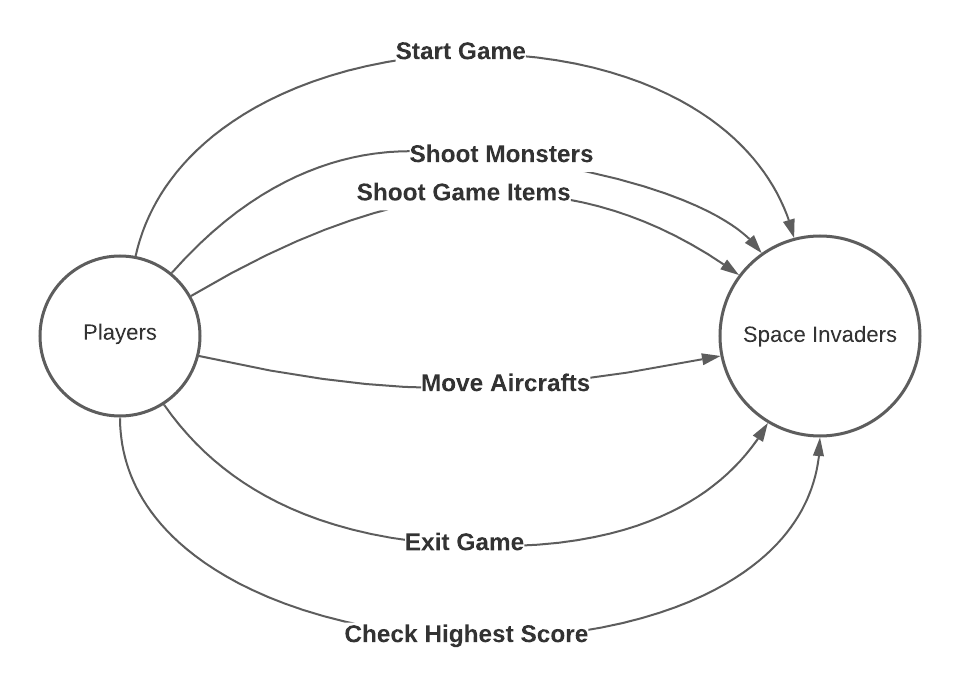 Start Game
Shoot Monsters
Shoot Game Items
Players
Space Invaders
Move Aircrafts
Exit Game
Check Highest Score